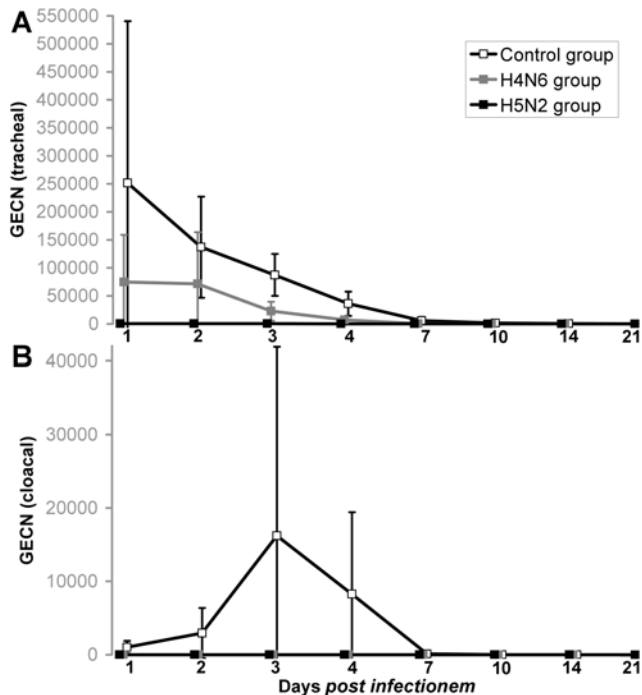 A
550000
500000
450000
400000
350000
300000
250000
200000
150000
100000
50000
0
GECN (tracheal)
Control group
H4N6 group
H5N2 group
1 2 3 4 7 10 14 21
B
40000
30000
20000
10000
0
GECN (cloacal)
1 2 3 4 7 10 14 21
Days post infectionem